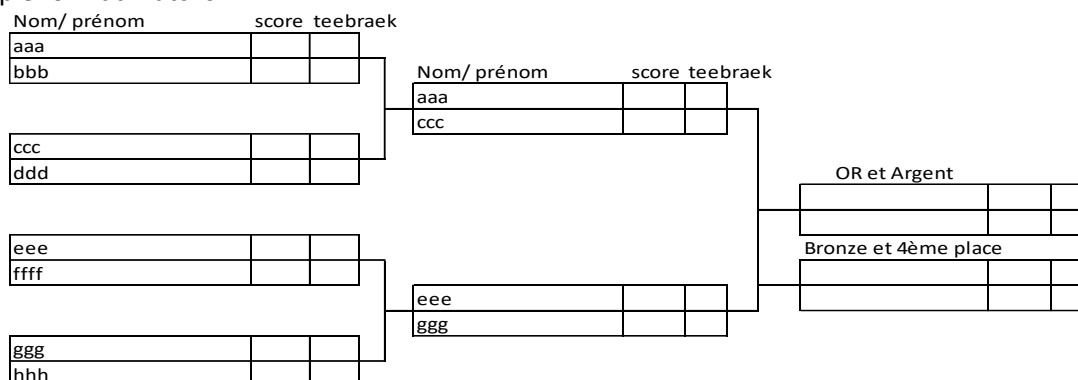 Nom/ prénom score teebraek
aaa
bbb
ccc
ddd
eee
ffff
ggg
hhh
Nom/ prénom score teebraek
aaa
ccc
eee
ggg
OR et Argent
Bronze et 4ème place